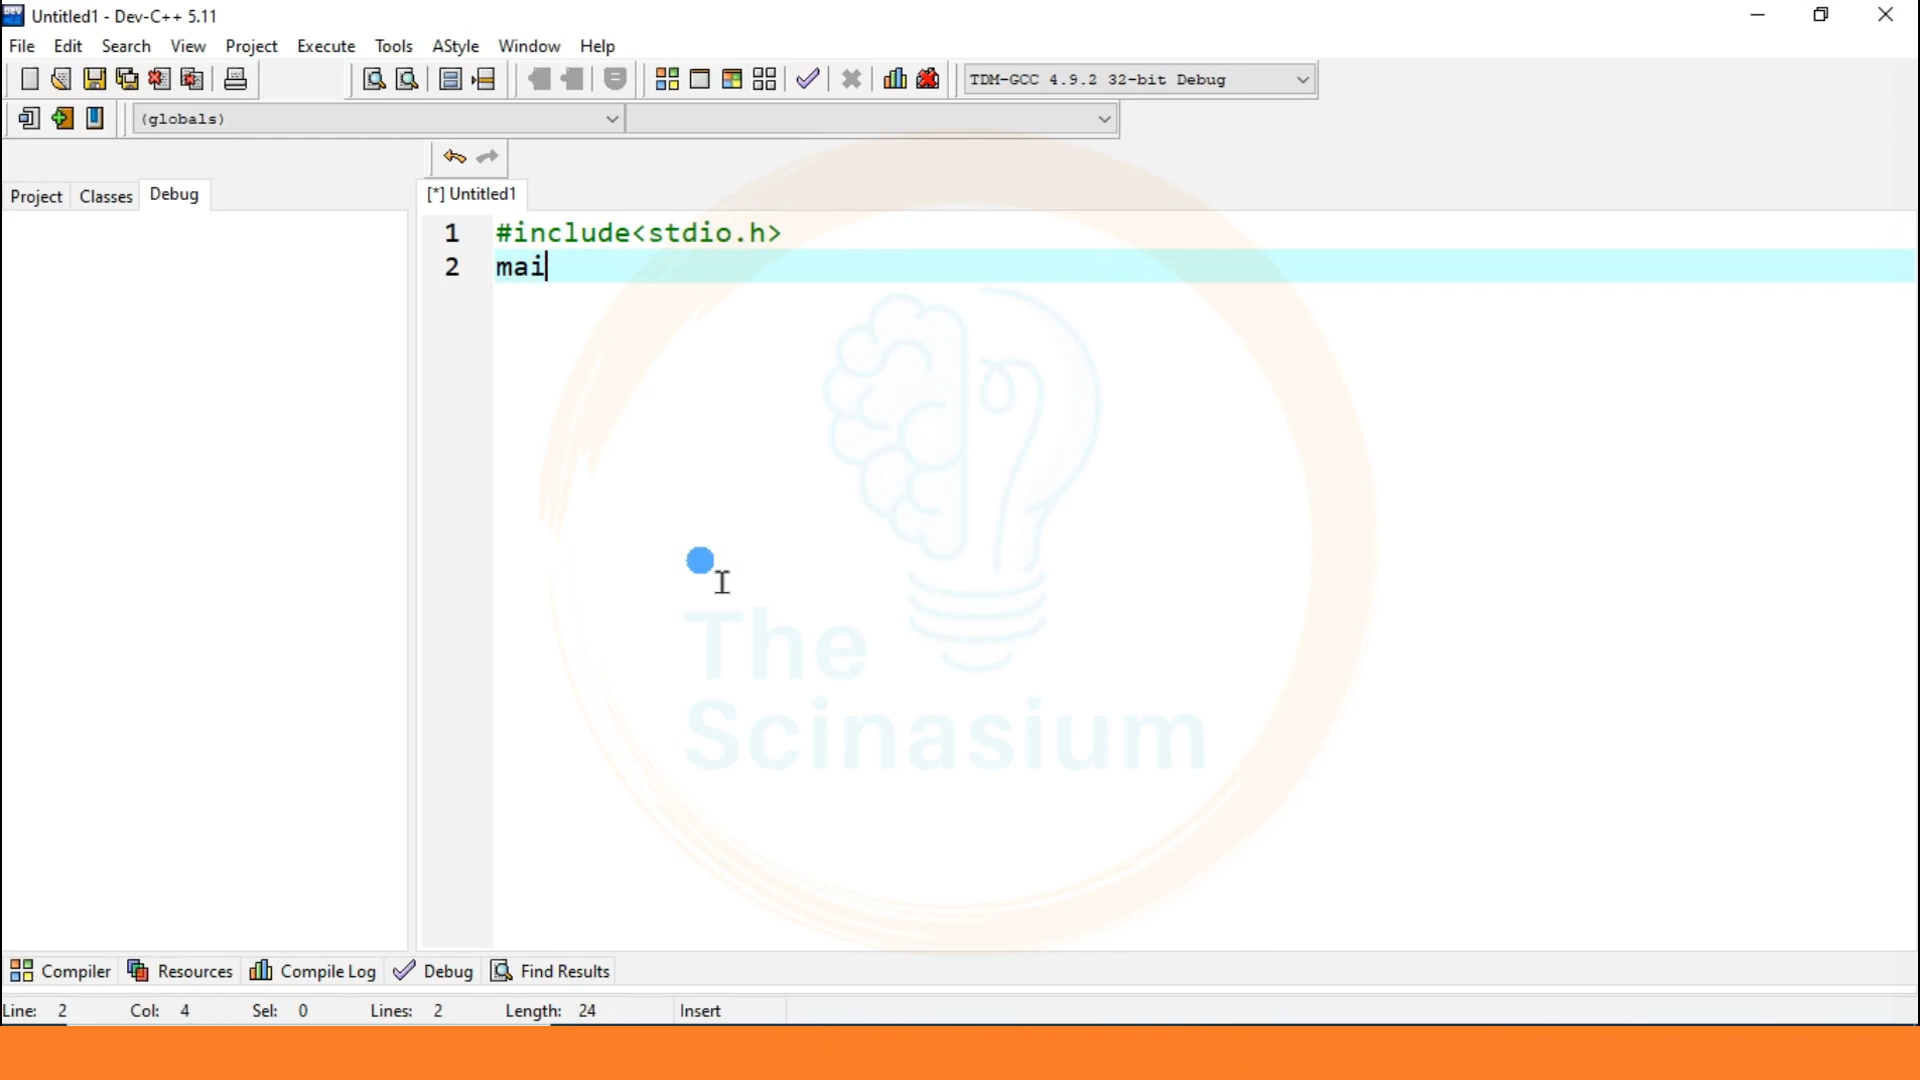 Untitled1 - Dev-C++ 5.11
File Edit Search View Project Execute Tools AStyle Window Help
TDM-GCC 4.9.2 32-bit Debug
(globals)
Project Classes Debug
[*] Untitled1
1 #include<stdio.h>
2 mai
The
Scinasium
Compiler Resources Compile Log Debug Find Results
Line: 2 Col: 4 Sel: 0 Lines: 2 Length: 24 Insert